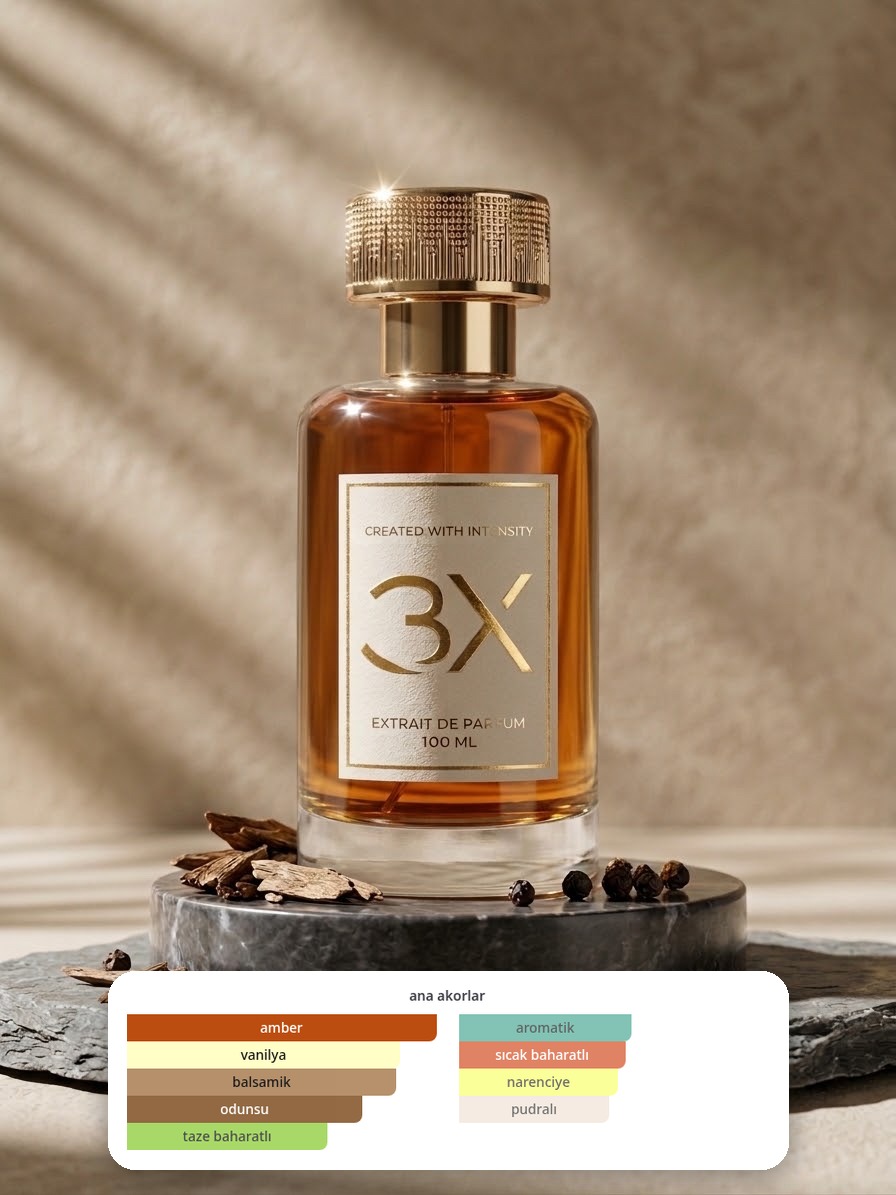 CREATED WITH INTENSITY
3X
EXTRAIT DE PARFUM
100 ML
ana akorlar
amber
vanilya
balsamik
odunsu
taze baharatlı
aromatik
sıcak baharatlı
narenciye
pudralı